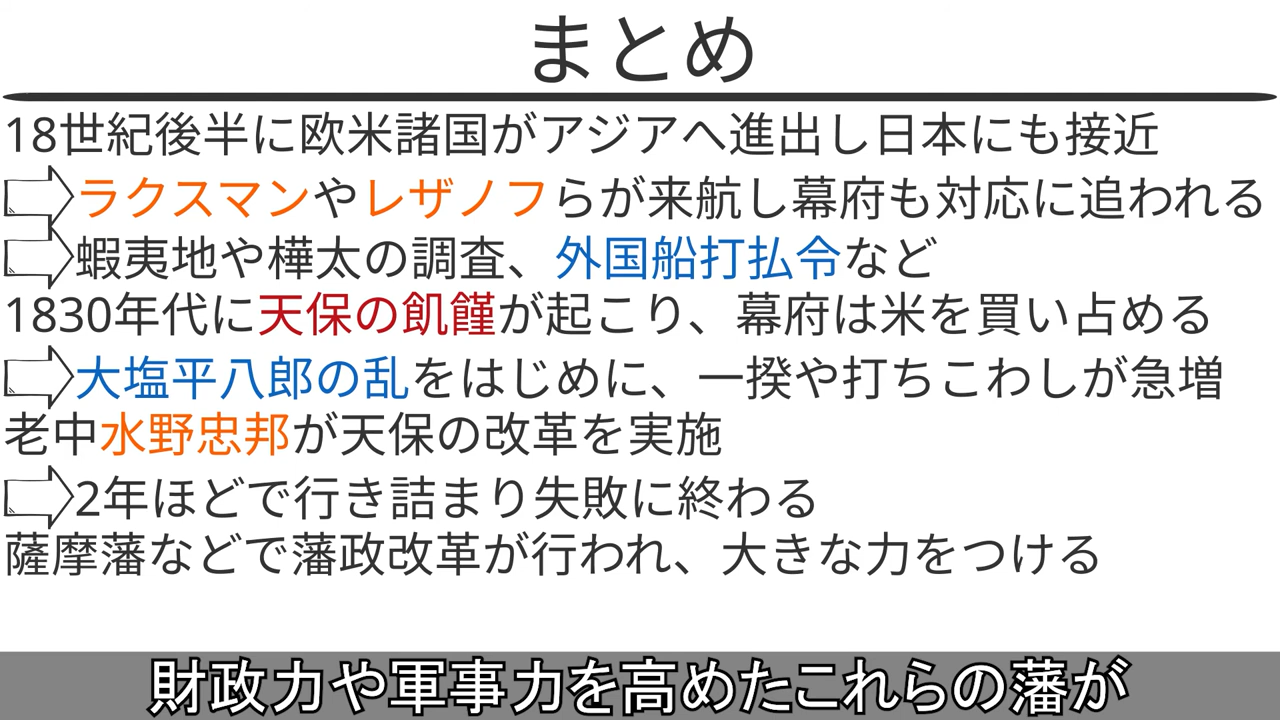 まとめ
18世紀後半に欧米諸国がアジアへ進出し日本にも接近
ラクスマンやレザノフらが来航し幕府も対応に追われる
蝦夷地や樺太の調査、外国船打払令など
1830年代に天保の飢饉が起こり、幕府は米を買い占める
大塩平八郎の乱をはじめに、一揆や打ちこわしが急増
老中水野忠邦が天保の改革を実施
2年ほどで行き詰まり失敗に終わる
薩摩藩などで藩政改革が行われ、大きな力をつける
財政力や軍事力を高めたこれらの藩が